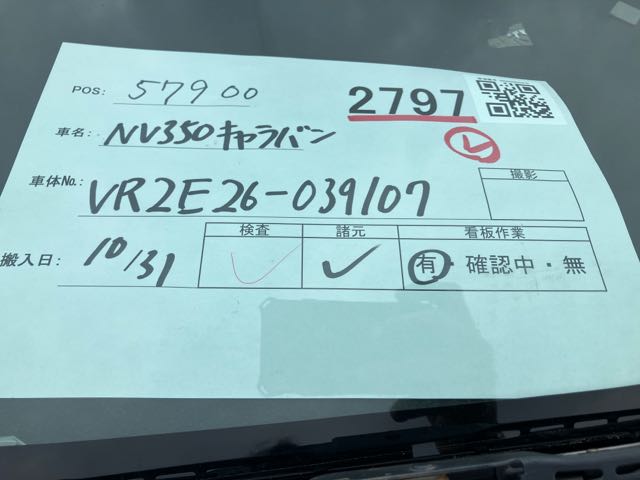 POS: 57900
2797
車名: NV350キャラバン
車体No.: VR2E26-039107
撮影
搬入日: 10/31
検査 諸元 看板作業
✓ ✓ 有・確認中・無